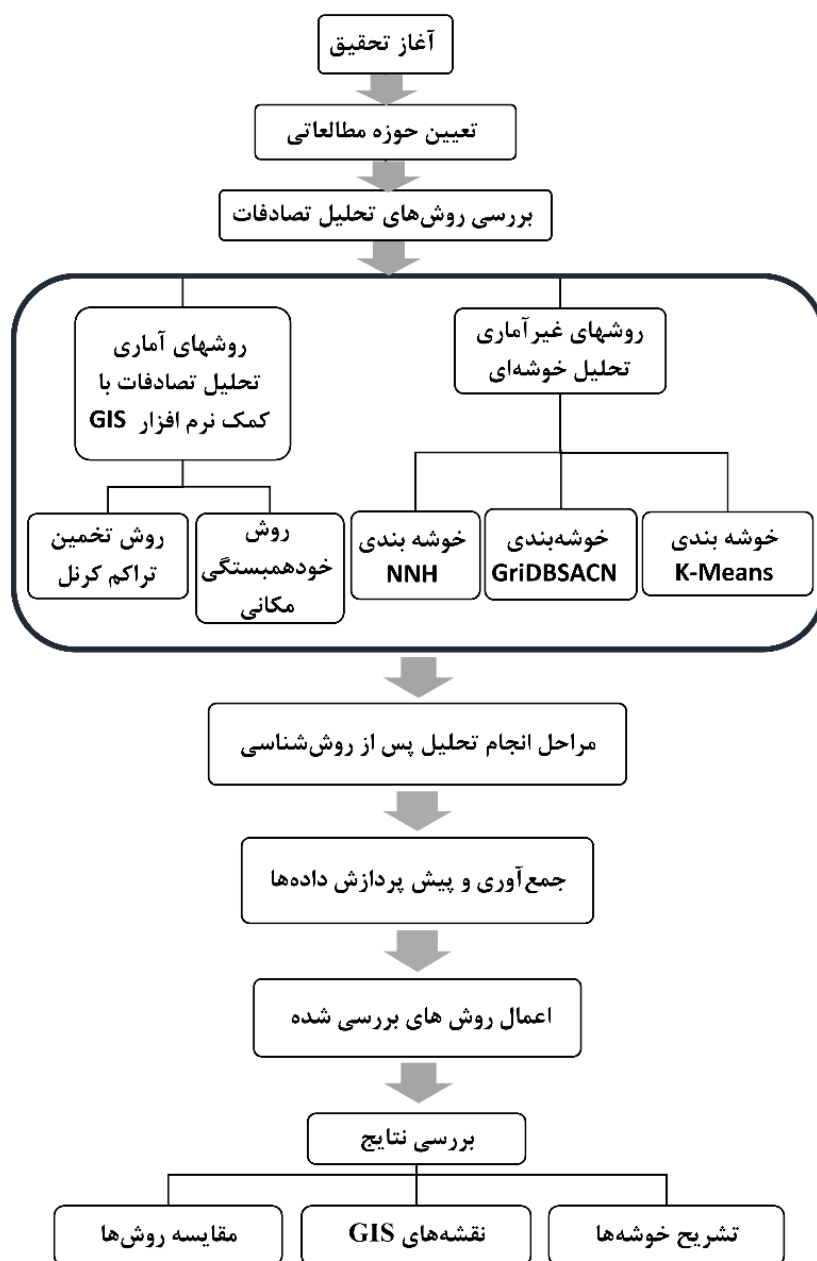 آغاز تحقیق
تعیین حوزه مطالعاتی
بررسی روش‌های تحلیل تصادفات
روشهای غیرآماری
تحلیل خوشه‌ای
روشهای آماری
تحلیل تصادفات با
کمک نرم افزار GIS
خوشه بندی
K-Means
خوشه‌بندی
GriDBSACN
خوشه بندی
NNH
روش
خودهمبستگی
مکانی
روش تخمین
تراکم کرنل
مراحل انجام تحلیل پس از روش‌شناسی
جمع‌آوری و پیش پردازش داده‌ها
اعمال روش های بررسی شده
بررسی نتایج
تشریح خوشه‌ها
نقشه‌های GIS
مقایسه روش‌ها